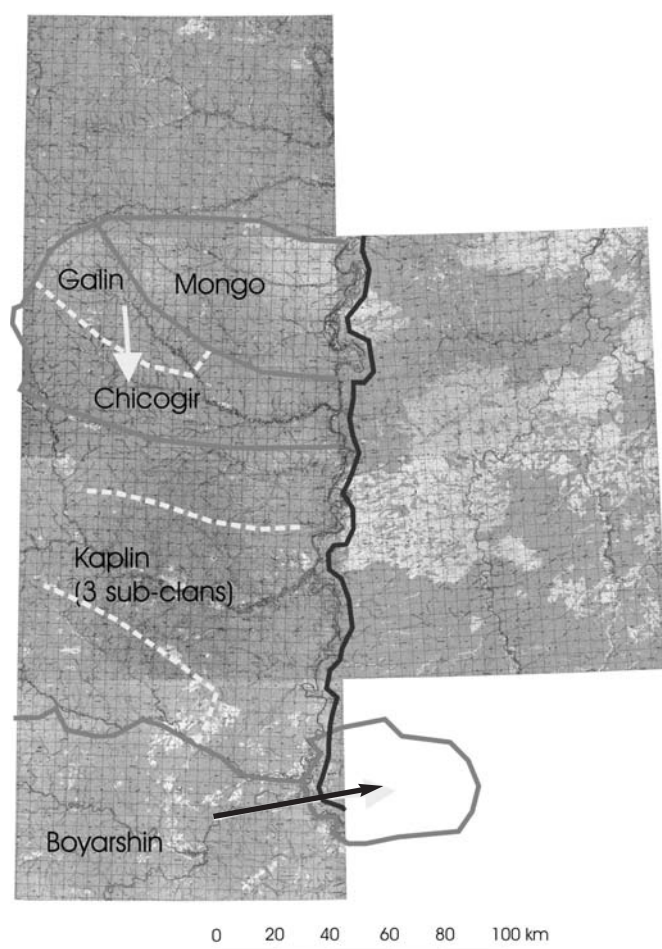 Galin
Mongo
Chicogir
Kaplin
(3 sub-clans)
Boyarshin
0 20 40 60 80 100 km